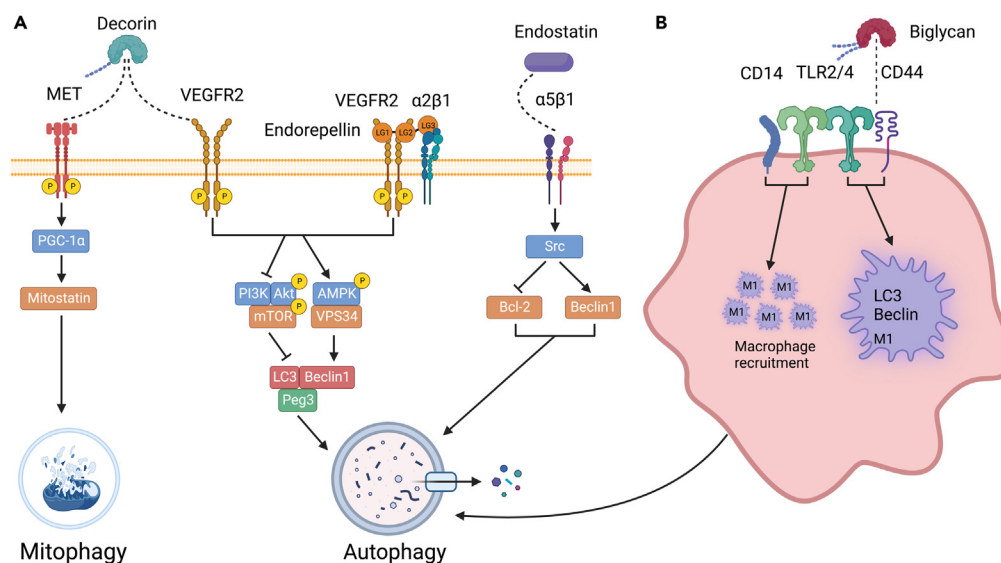 A
Decorin
MET
VEGFR2
P
P
PGC-1α
Mitostatin
Mitophagy
P
P
VEGFR2
α2β1
Endorepellin
LG1
LG2
LG3
P
P
PI3K
Akt
P
mTOR
P
AMPK
P
VPS34
LC3
Beclin1
Peg3
Autophagy
Endostatin
α5β1
Src
Bcl-2
Beclin1
B
Biglycan
CD14
TLR2/4
CD44
M1
M1
M1
M1
M1
Macrophage
recruitment
LC3
Beclin
M1